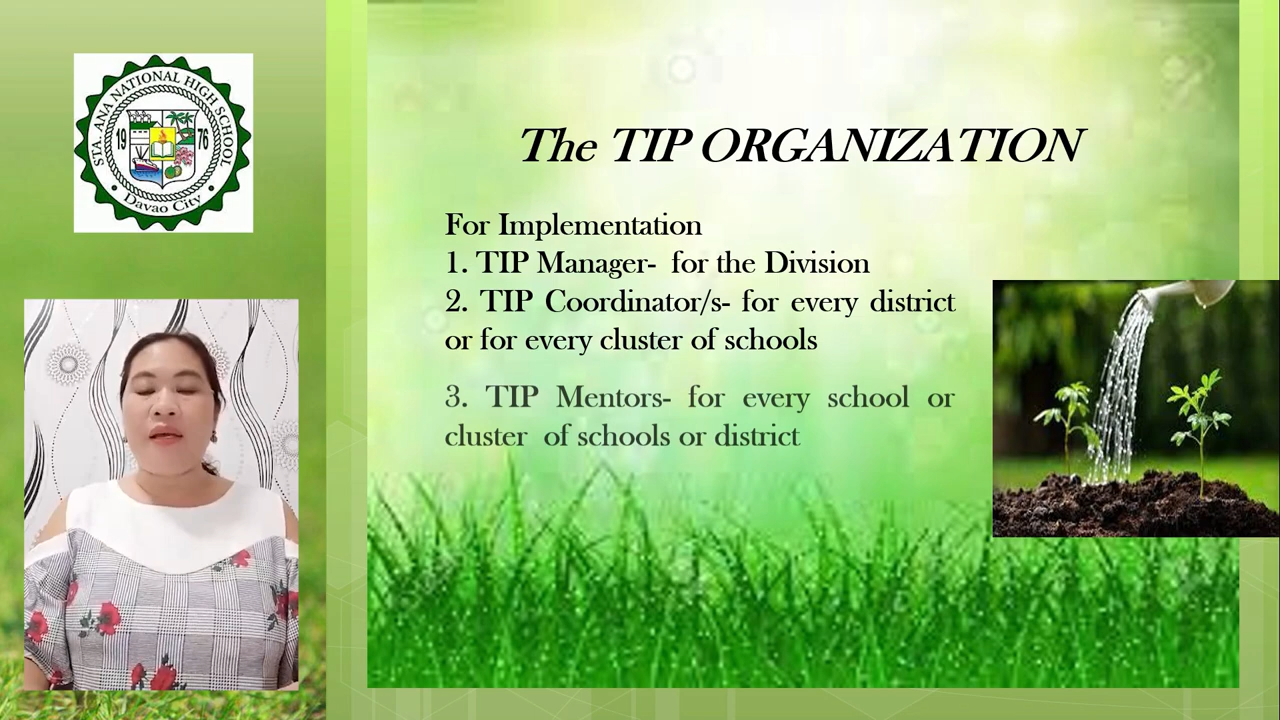 STA. ANA NATIONAL HIGH SCHOOL
19 76
Davao City
The TIP ORGANIZATION
For Implementation
1. TIP Manager- for the Division
2. TIP Coordinator/s- for every district
or for every cluster of schools
3. TIP Mentors- for every school or
cluster of schools or district